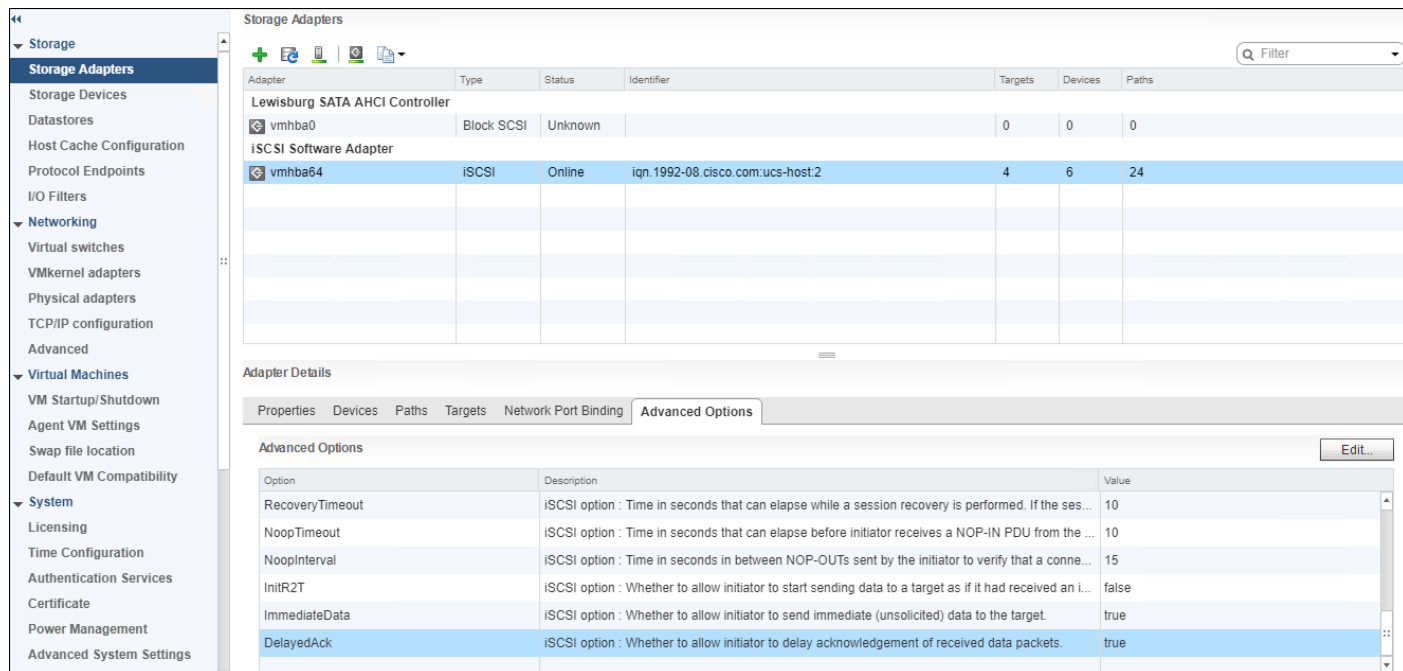 Storage
Storage Adapters
Storage Devices
Datastores
Host Cache Configuration
Protocol Endpoints
I/O Filters
Networking
Virtual switches
VMkernel adapters
Physical adapters
TCP/IP configuration
Advanced
Virtual Machines
VM Startup/Shutdown
Agent VM Settings
Swap file location
Default VM Compatibility
System
Licensing
Time Configuration
Authentication Services
Certificate
Power Management
Advanced System Settings
Storage Adapters
Filter
Adapter Type Status Identifier Targets Devices Paths
Lewisburg SATA AHCI Controller
vmhba0 Block SCSI Unknown 0 0 0
iSCSI Software Adapter
vmhba64 iSCSI Online iqn.1992-08.cisco.com:ucs-host:2 4 6 24
Adapter Details
Properties Devices Paths Targets Network Port Binding Advanced Options
Advanced Options Edit...
Option Description Value
RecoveryTimeout iSCSI option : Time in seconds that can elapse while a session recovery is performed. If the ses... 10
NoopTimeout iSCSI option : Time in seconds that can elapse before initiator receives a NOP-IN PDU from the ... 10
NoopInterval iSCSI option : Time in seconds in between NOP-OUTs sent by the initiator to verify that a conne... 15
InitR2T iSCSI option : Whether to allow initiator to start sending data to a target as if it had received an i... false
ImmediateData iSCSI option : Whether to allow initiator to send immediate (unsolicited) data to the target. true
DelayedAck iSCSI option : Whether to allow initiator to delay acknowledgement of received data packets. true